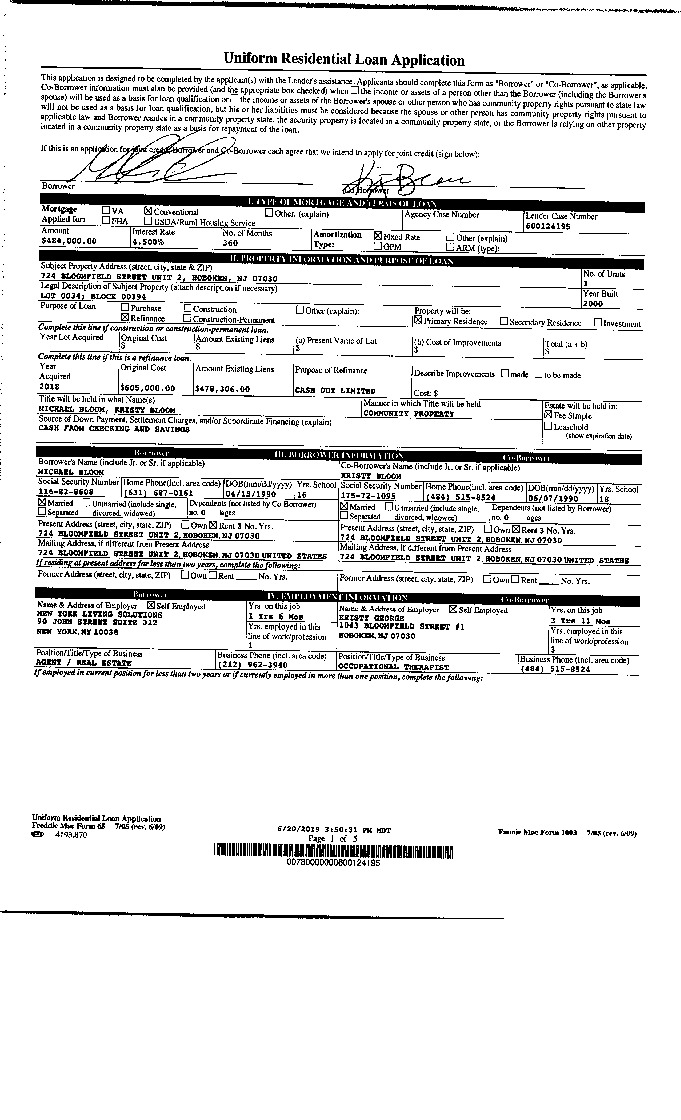 Uniform Residential Loan Application
This application is designed to be completed by the applicant(s) with the Lender's assistance. Applicants should complete this form as "Borrower" or "Co-Borrower", as applicable.
Co-Borrower information must also be provided (and the appropriate box checked) when ☐ the income or assets of a person other than the Borrower (including the Borrower's
spouse) will be used as a basis for loan qualification or the income or assets of the Borrower's spouse or other person who has community property rights pursuant to state law
will not be used as a basis for loan qualification, but his or her liabilities must be considered because the spouse or other person has community property rights pursuant to
applicable law and Borrower resides in a community property state, the security property is located in a community property state, or the Borrower is relying on other property
located in a community property state as a basis for repayment of the loan.
If this is an application for joint credit, Borrower and Co-Borrower each agree that we intend to apply for joint credit (sign below):
Borrower Co-Borrower
I. TYPE OF MORTGAGE AND TERMS OF LOAN
Mortgage Applied for: ☐ VA ☒ Conventional ☐ Other (explain) Agency Case Number Lender Case Number
☐ FHA ☐ USDA/Rural Housing Service 600124195
Amount Interest Rate No. of Months Amortization Type: ☒ Fixed Rate ☐ Other (explain)
$484,000.00 4.500% 360 ☐ GPM ☐ ARM (type):
II. PROPERTY INFORMATION AND PURPOSE OF LOAN
Subject Property Address (street, city, state & ZIP) No. of Units
724 BLOOMFIELD STREET UNIT 2, HOBOKEN, NJ 07030 1
Legal Description of Subject Property (attach description if necessary) Year Built
LOT 0034; BLOCK 00194 2000
Purpose of Loan ☐ Purchase ☐ Construction ☐ Other (explain): Property will be:
☒ Refinance ☐ Construction-Permanent ☒ Primary Residence ☐ Secondary Residence ☐ Investment
Complete this line if construction or construction-permanent loan.
Year Lot Acquired Original Cost Amount Existing Liens (a) Present Value of Lot (b) Cost of Improvements Total (a + b)
$ $ $ $ $
Complete this line if this is a refinance loan.
Year Acquired Original Cost Amount Existing Liens Purpose of Refinance Describe Improvements ☐ made to be made
2018 $605,000.00 $478,306.00 CASH OUT LIMITED Cost: $
Title will be held in what Name(s) Manner in which Title will be held Estate will be held in:
MICHAEL BLOOM, KRISTY BLOOM COMMUNITY PROPERTY ☒ Fee Simple
Source of Down Payment, Settlement Charges, and/or Subordinate Financing (explain) ☐ Leasehold
CASH FROM CHECKING AND SAVINGS (show expiration date)
Borrower III. BORROWER INFORMATION Co-Borrower
Borrower's Name (include Jr. or Sr. if applicable) Co-Borrower's Name (include Jr. or Sr. if applicable)
MICHAEL BLOOM KRISTY BLOOM
Social Security Number Home Phone(incl. area code) DOB(mm/dd/yyyy) Yrs. School Social Security Number Home Phone(incl. area code) DOB(mm/dd/yyyy) Yrs. School
116-82-8608 (631) 687-0161 04/15/1990 16 175-72-1095 (484) 515-8524 06/07/1990 18
☒ Married Unmarried (include single, Dependents (not listed by Co Borrower) ☒ Married ☐ Unmarried (include single, Dependents (not listed by Borrower)
☐ Separated divorced, widowed) no. 0 ages ☐ Separated divorced, widowed) no. 0 ages
Present Address (street, city, state, ZIP) ☐ Own ☒ Rent 3 No. Yrs. Present Address (street, city, state, ZIP) ☐ Own ☒ Rent 3 No. Yrs.
724 BLOOMFIELD STREET UNIT 2, HOBOKEN, NJ 07030 724 BLOOMFIELD STREET UNIT 2, HOBOKEN, NJ 07030
Mailing Address, if different from Present Address Mailing Address, if different from Present Address
724 BLOOMFIELD STREET UNIT 2, HOBOKEN, NJ 07030 UNITED STATES 724 BLOOMFIELD STREET UNIT 2, HOBOKEN, NJ 07030 UNITED STATES
If residing at present address for less than two years, complete the following:
Former Address (street, city, state, ZIP) ☐ Own ☐ Rent ____ No. Yrs. Former Address (street, city, state, ZIP) ☐ Own ☐ Rent ____ No. Yrs.
Borrower IV. EMPLOYMENT INFORMATION Co-Borrower
Name & Address of Employer ☒ Self Employed Yrs. on this job Name & Address of Employer ☒ Self Employed Yrs. on this job
NEW YORK LIVING SOLUTIONS 1 Yrs 6 Mos KRISTY GEORGE 3 Yrs 11 Mos
90 JOHN STREET SUITE 312 Yrs. employed in this 1043 BLOOMFIELD STREET #1 Yrs. employed in this
NEW YORK, NY 10038 line of work/profession HOBOKEN, NJ 07030 line of work/profession
1 3
Position/Title/Type of Business Business Phone (incl. area code) Position/Title/Type of Business Business Phone (incl. area code)
AGENT / REAL ESTATE (212) 962-3940 OCCUPATIONAL THERAPIST (484) 515-8524
If employed in current position for less than two years or if currently employed in more than one position, complete the following:
Uniform Residential Loan Application
Freddie Mac Form 65 7/05 (rev. 6/09) 6/20/2019 3:50:31 PM MDT Fannie Mae Form 1003 7/05 (rev. 6/09)
4193.870 Page 1 of 5